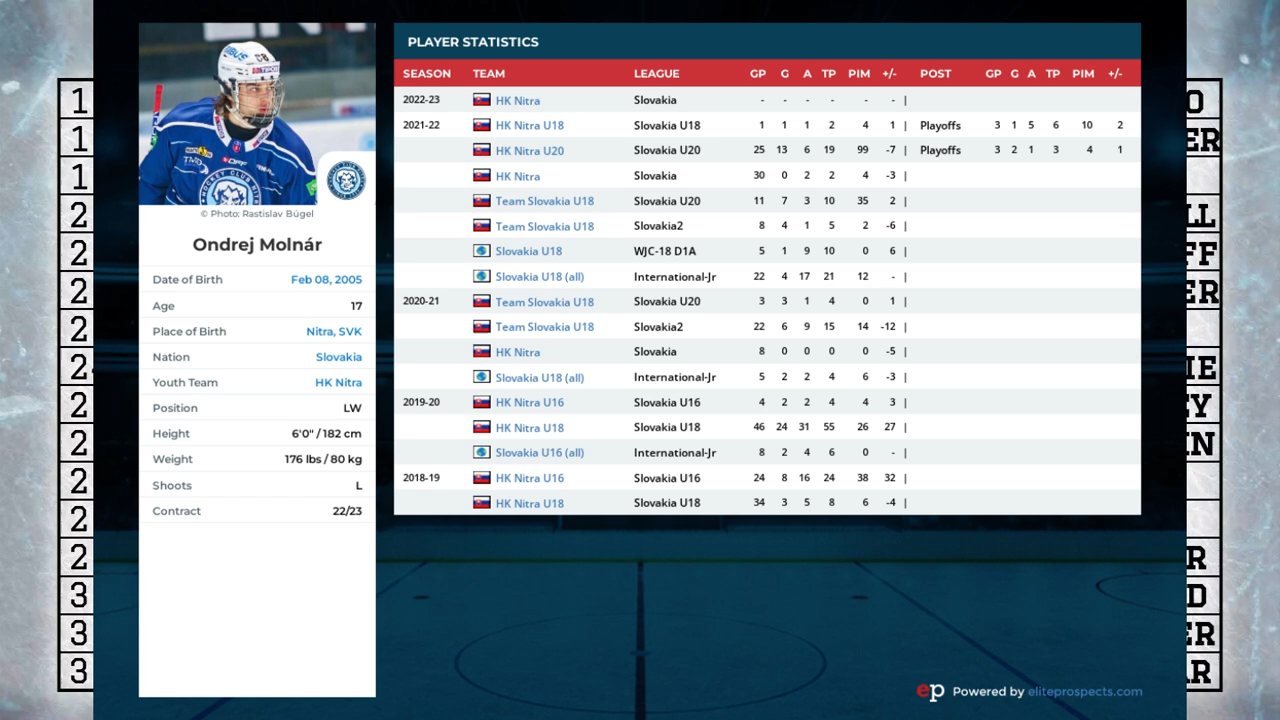 PLAYER STATISTICS
SEASON TEAM LEAGUE GP G A TP PIM +/- POST GP G A TP PIM +/-
2022-23 HK Nitra Slovakia - - - - - - |
2021-22 HK Nitra U18 Slovakia U18 1 1 1 2 4 1 | Playoffs 3 1 5 6 10 2
HK Nitra U20 Slovakia U20 25 13 6 19 99 -7 | Playoffs 3 2 1 3 4 1
HK Nitra Slovakia 30 0 2 2 4 -3 |
Team Slovakia U18 Slovakia U20 11 7 3 10 35 2 |
Team Slovakia U18 Slovakia2 8 4 1 5 2 -6 |
Slovakia U18 WJC-18 D1A 5 1 9 10 0 6 |
Slovakia U18 (all) International-Jr 22 4 17 21 12 - |
2020-21 Team Slovakia U18 Slovakia U20 3 3 1 4 0 1 |
Team Slovakia U18 Slovakia2 22 6 9 15 14 -12 |
HK Nitra Slovakia 8 0 0 0 0 -5 |
Slovakia U18 (all) International-Jr 5 2 2 4 6 -3 |
2019-20 HK Nitra U16 Slovakia U16 4 2 2 4 4 3 |
HK Nitra U18 Slovakia U18 46 24 31 55 26 27 |
Slovakia U16 (all) International-Jr 8 2 4 6 0 - |
2018-19 HK Nitra U16 Slovakia U16 24 8 16 24 38 32 |
HK Nitra U18 Slovakia U18 34 3 5 8 6 -4 |
© Photo: Rastislav Búgel
Ondrej Molnár
Date of Birth Feb 08, 2005
Age 17
Place of Birth Nitra, SVK
Nation Slovakia
Youth Team HK Nitra
Position LW
Height 6'0" / 182 cm
Weight 176 lbs / 80 kg
Shoots L
Contract 22/23
ep Powered by eliteprospects.com